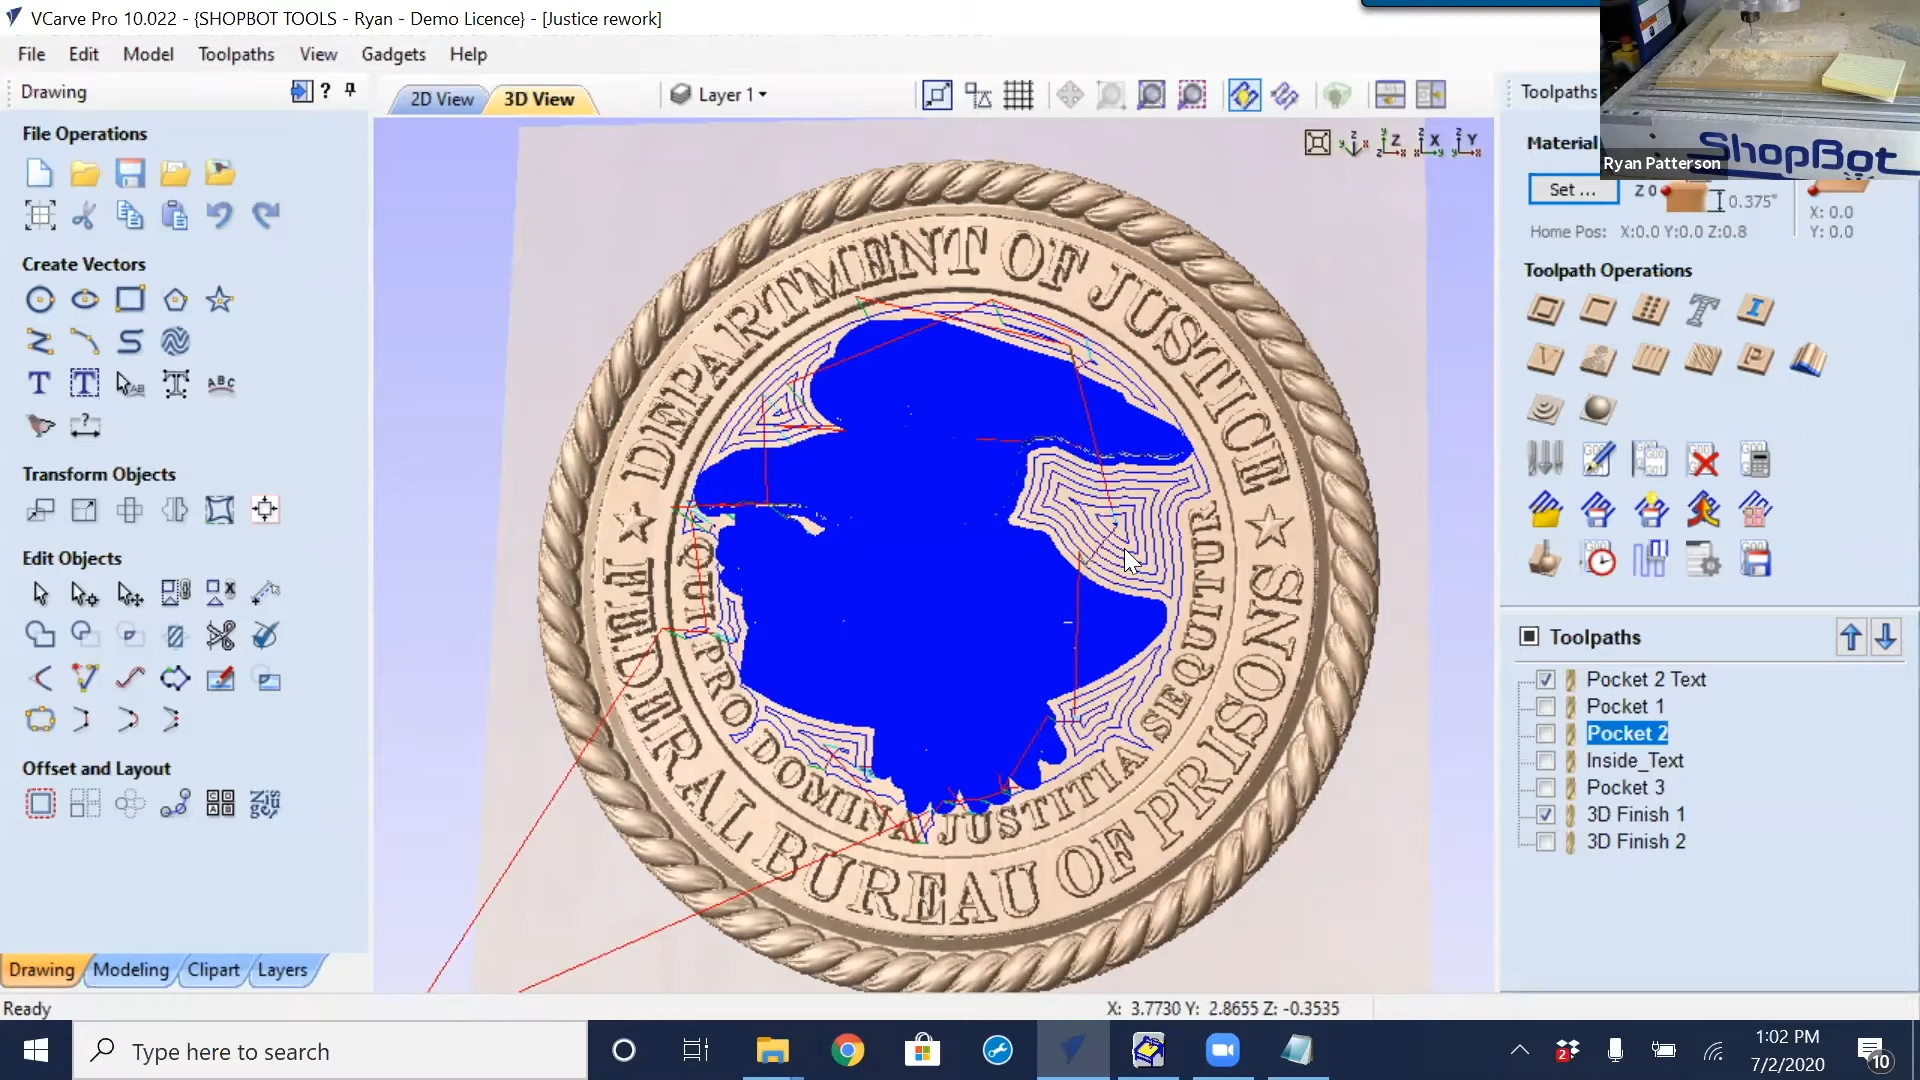 VCarve Pro 10.022 - {SHOPBOT TOOLS - Ryan - Demo Licence} - [Justice rework]
File Edit Model Toolpaths View Gadgets Help
Drawing
2D View
3D View
Layer 1
Toolpaths
File Operations
Create Vectors
Transform Objects
Edit Objects
Offset and Layout
Drawing Modeling Clipart Layers
DEPARTMENT OF JUSTICE
FEDERAL BUREAU OF PRISONS
QUI PRO DOMINA JUSTITIA SEQUITUR
ShopBot
Ryan Patterson
Material
Set ...
Z 0
0.375"
X: 0.0
Y: 0.0
Home Pos: X:0.0 Y:0.0 Z:0.8
Toolpath Operations
Toolpaths
Pocket 2 Text
Pocket 1
Pocket 2
Inside_Text
Pocket 3
3D Finish 1
3D Finish 2
Ready
X: 3.7730 Y: 2.8655 Z: -0.3535
Type here to search
2
1:02 PM
7/2/2020
10